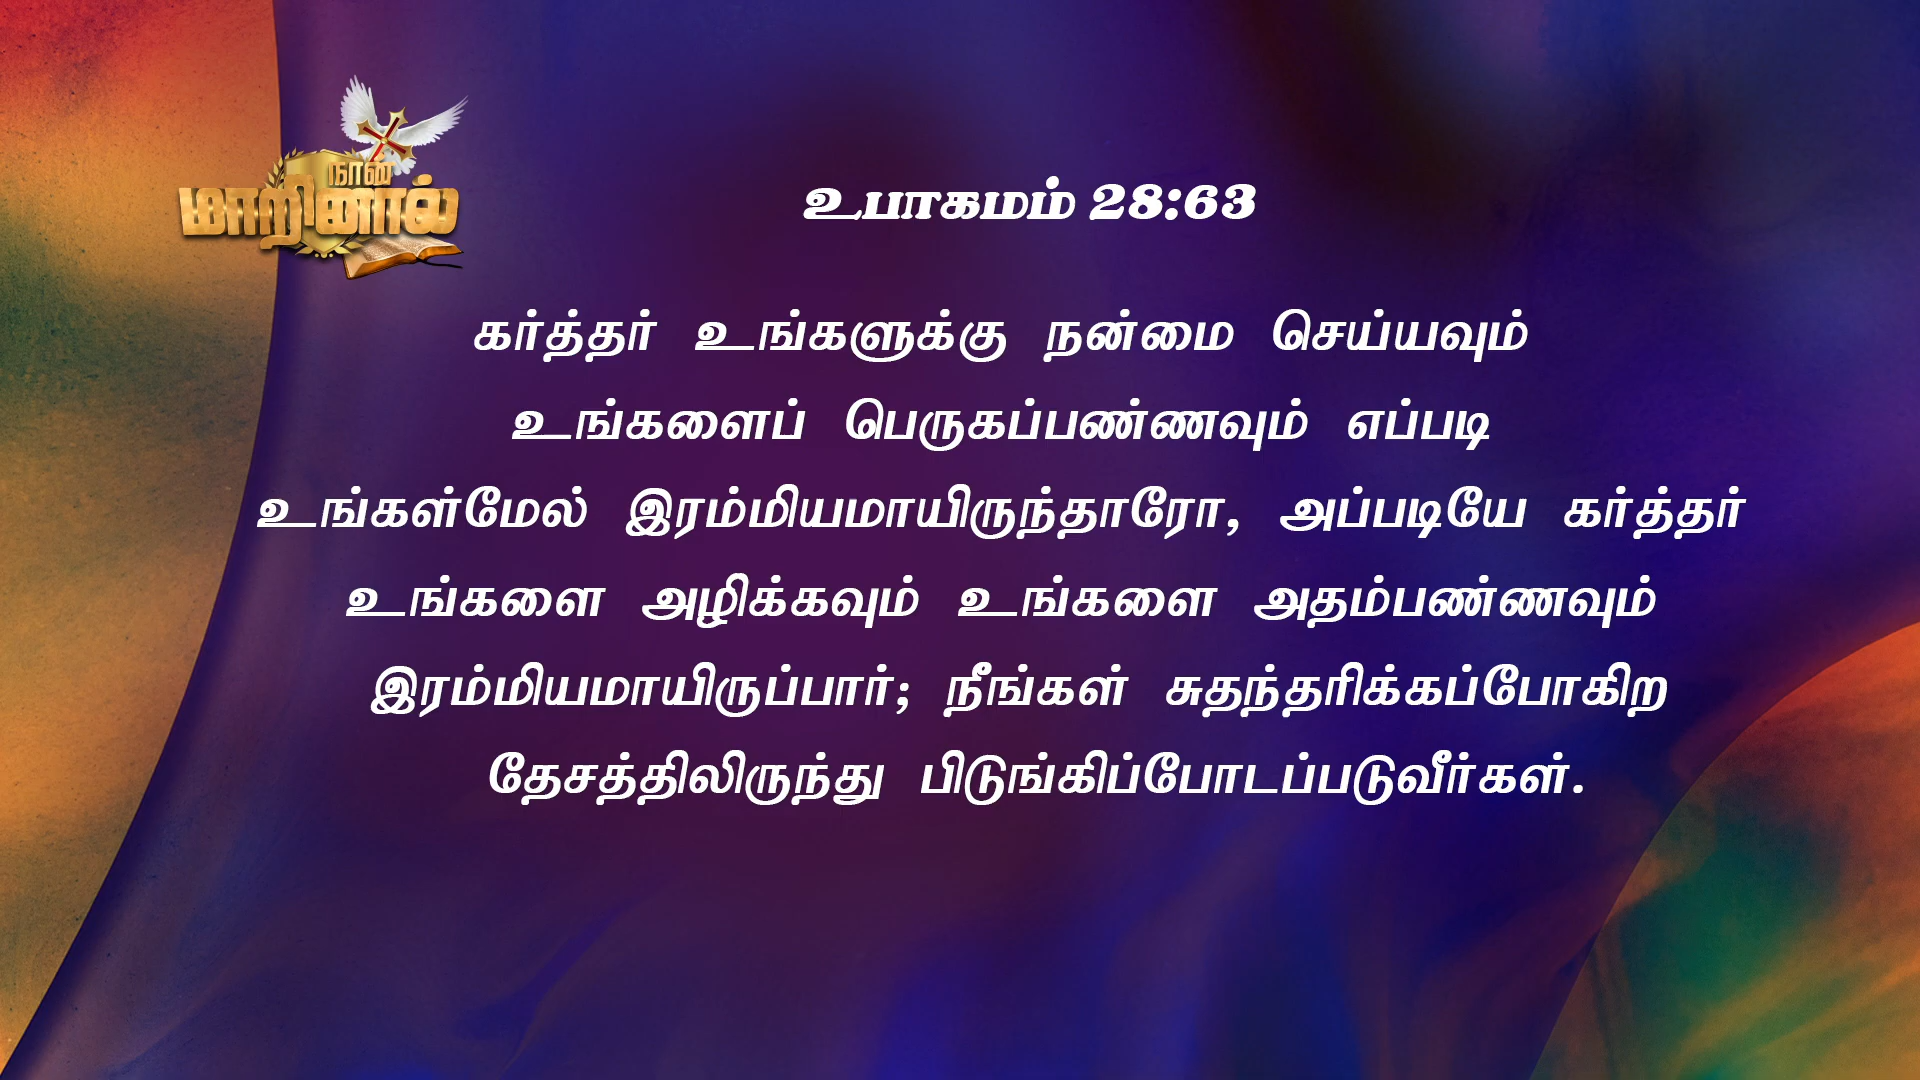 நான்
மாறினால்
உபாகமம் 28:63
கர்த்தர் உங்களுக்கு நன்மை செய்யவும்
உங்களைப் பெருகப்பண்ணவும் எப்படி
உங்கள்மேல் இரம்மியமாயிருந்தாரோ, அப்படியே கர்த்தர்
உங்களை அழிக்கவும் உங்களை அதம்பண்ணவும்
இரம்மியமாயிருப்பார்; நீங்கள் சுதந்தரிக்கப்போகிற
தேசத்திலிருந்து பிடுங்கிப்போடப்படுவீர்கள்.